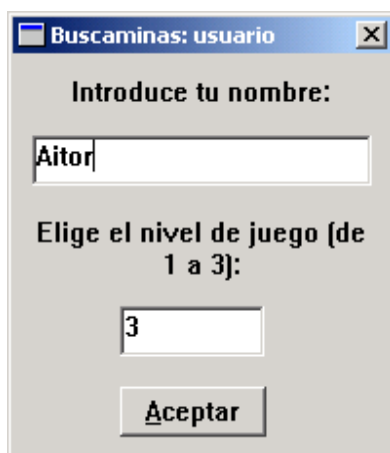 Buscaminas: usuario
Introduce tu nombre:
Aitor
Elige el nivel de juego (de
1 a 3):
3
Aceptar